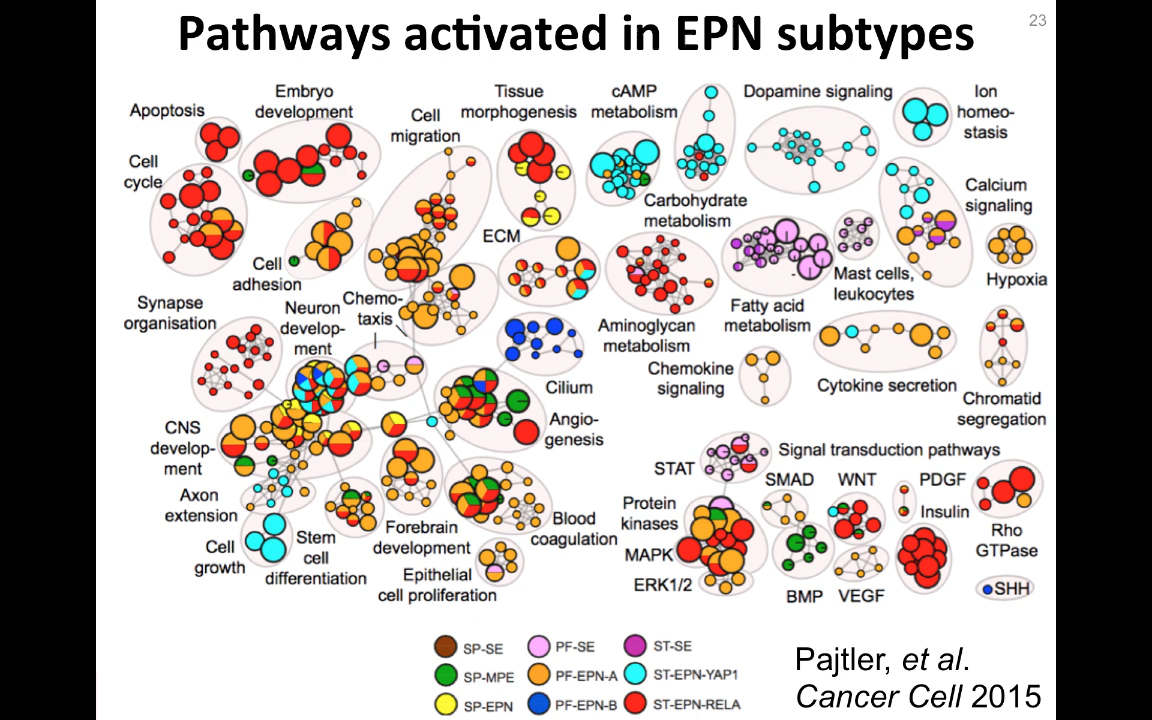 Pathways activated in EPN subtypes
23
Apoptosis
Embryo
development
Cell
migration
Tissue
morphogenesis
cAMP
metabolism
Dopamine signaling
Ion
homeo-
stasis
Cell
cycle
Carbohydrate
metabolism
Calcium
signaling
ECM
Cell
adhesion
Mast cells,
leukocytes
Hypoxia
Synapse
organisation
Neuron
develop-
ment
Chemo-
taxis
Aminoglycan
metabolism
Fatty acid
metabolism
Chemokine
signaling
Cytokine secretion
Chromatid
segregation
Cilium
Angio-
genesis
CNS
develop-
ment
Axon
extension
Cell
growth
Stem
cell
differentiation
Forebrain
development
Epithelial
cell proliferation
Blood
coagulation
Signal transduction pathways
STAT
SMAD
WNT
PDGF
Insulin
Protein
kinases
MAPK
ERK1/2
BMP
VEGF
Rho
GTPase
SHH
SP-SE
PF-SE
ST-SE
SP-MPE
PF-EPN-A
ST-EPN-YAP1
SP-EPN
PF-EPN-B
ST-EPN-RELA
Pajtler, et al.
Cancer Cell 2015